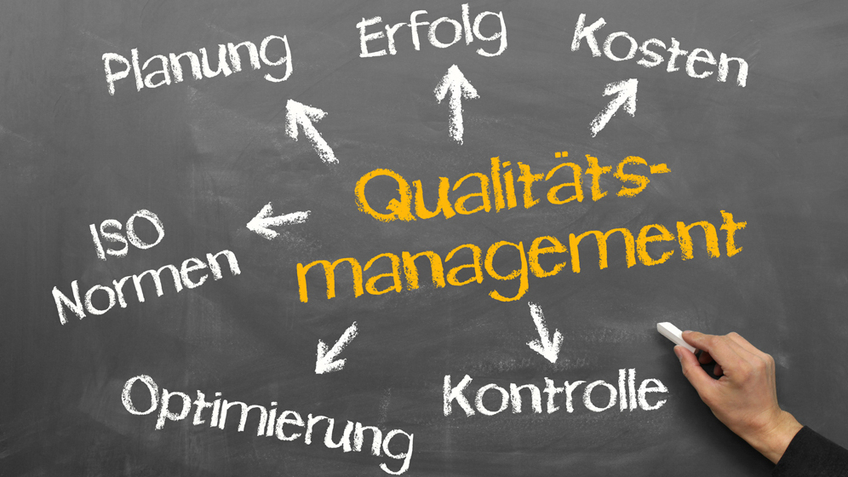 Planung
Erfolg
Kosten
Qualitäts-
management
ISO
Normen
Optimierung
Kontrolle